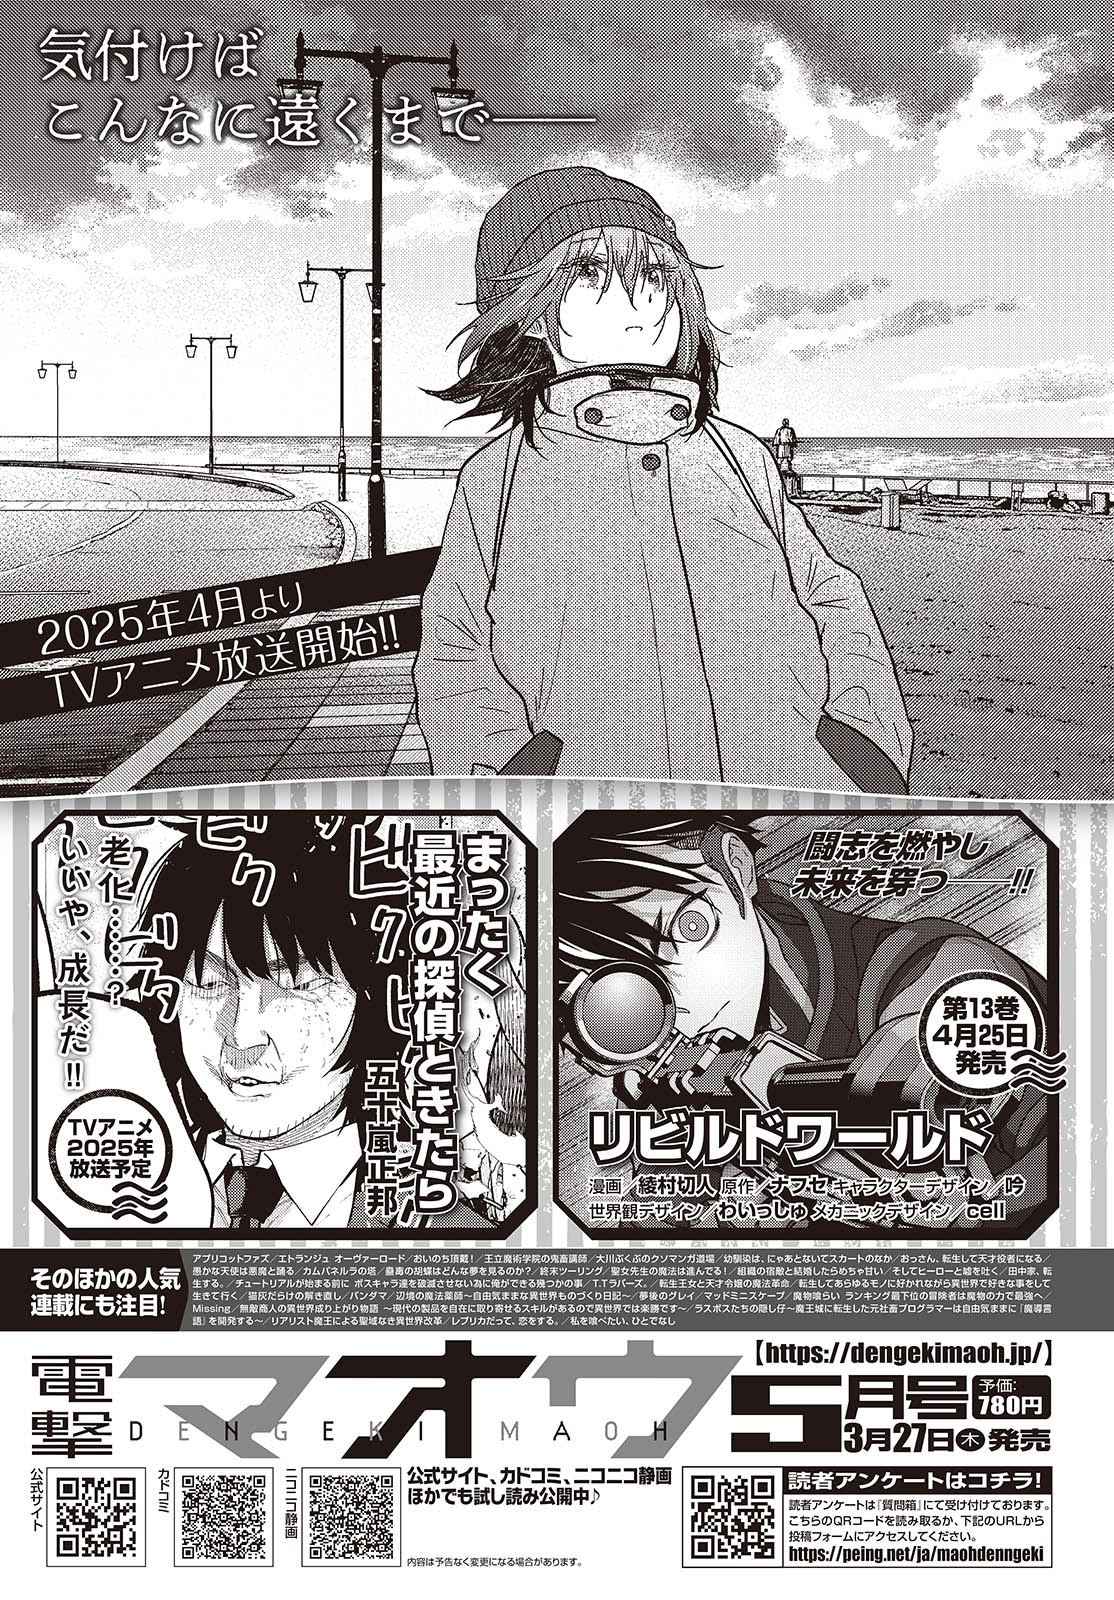 気付けば
こんなに遠くまで――
2025年4月より
TVアニメ放送開始!!
まったく
最近の探偵ときたら
五十嵐正邦
老化……?
いいや、成長だ!!
TVアニメ
2025年
放送予定
闘志を燃やし
未来を穿つ――!!
第13巻
4月25日
発売
リビルドワールド
漫画/綾村切人 原作/ナフセ キャラクターデザイン/吟
世界観デザイン/わいっしゅ メカニックデザイン/cell
そのほかの人気
連載にも注目!
アプリコットファズ/エトランジュ オーヴァーロード/おいのち頂戴!/王立魔術学院の鬼畜講師/大川ぶくぶのクソマンガ道場/幼馴染は、にゃあとないてスカートのなか/おっさん、転生して天才役者になる/
愚かな天使は悪魔と踊る/カムパネルラの塔/蟲毒の胡蝶はどんな夢を見るのか?/終末ツーリング/聖女先生の魔法は進んでる!/組織の宿敵と結婚したらめちゃ甘い/そしてヒーローと嘘を吐く/田中家、転
生する。/チュートリアルが始まる前に ボスキャラ達を破滅させない為に俺ができる幾つかの事/T.Tラバーズ。/転生王女と天才令嬢の魔法革命/転生してあらゆるモノに好かれながら異世界で好きな事をして
生きて行く/猫灰だらけの解き直し/バンダマ/辺境の魔法薬師~自由気ままな異世界ものづくり日記~/夢後のグレイ/マッドミニスケープ/魔物喰らい ランキング最下位の冒険者は魔物の力で最強へ/
Missing/無敵商人の異世界成り上がり物語 ~現代の製品を自在に取り寄せるスキルがあるので異世界では楽勝です~/ラスボスたちの隠し仔~魔王城に転生した元社畜プログラマーは自由気ままに『魔導言
語』を開発する~/リアリスト魔王による聖域なき異世界改革/レプリカだって、恋をする。/私を喰べたい、ひとでなし
電撃マオウ
DENGEKI MAOH
【https://dengekimaoh.jp/】
5月号
予価:
780円
3月27日木発売
公式サイト
カドコミ
ニコニコ静画
公式サイト、カドコミ、ニコニコ静画
ほかでも試し読み公開中♪
内容は予告なく変更になる場合があります。
読者アンケートはコチラ!
読者アンケートは『質問箱』にて受け付けております。
こちらのQRコードを読み取るか、下記のURLから
投稿フォームにアクセスしてください。
https://peing.net/ja/maohdenngeki